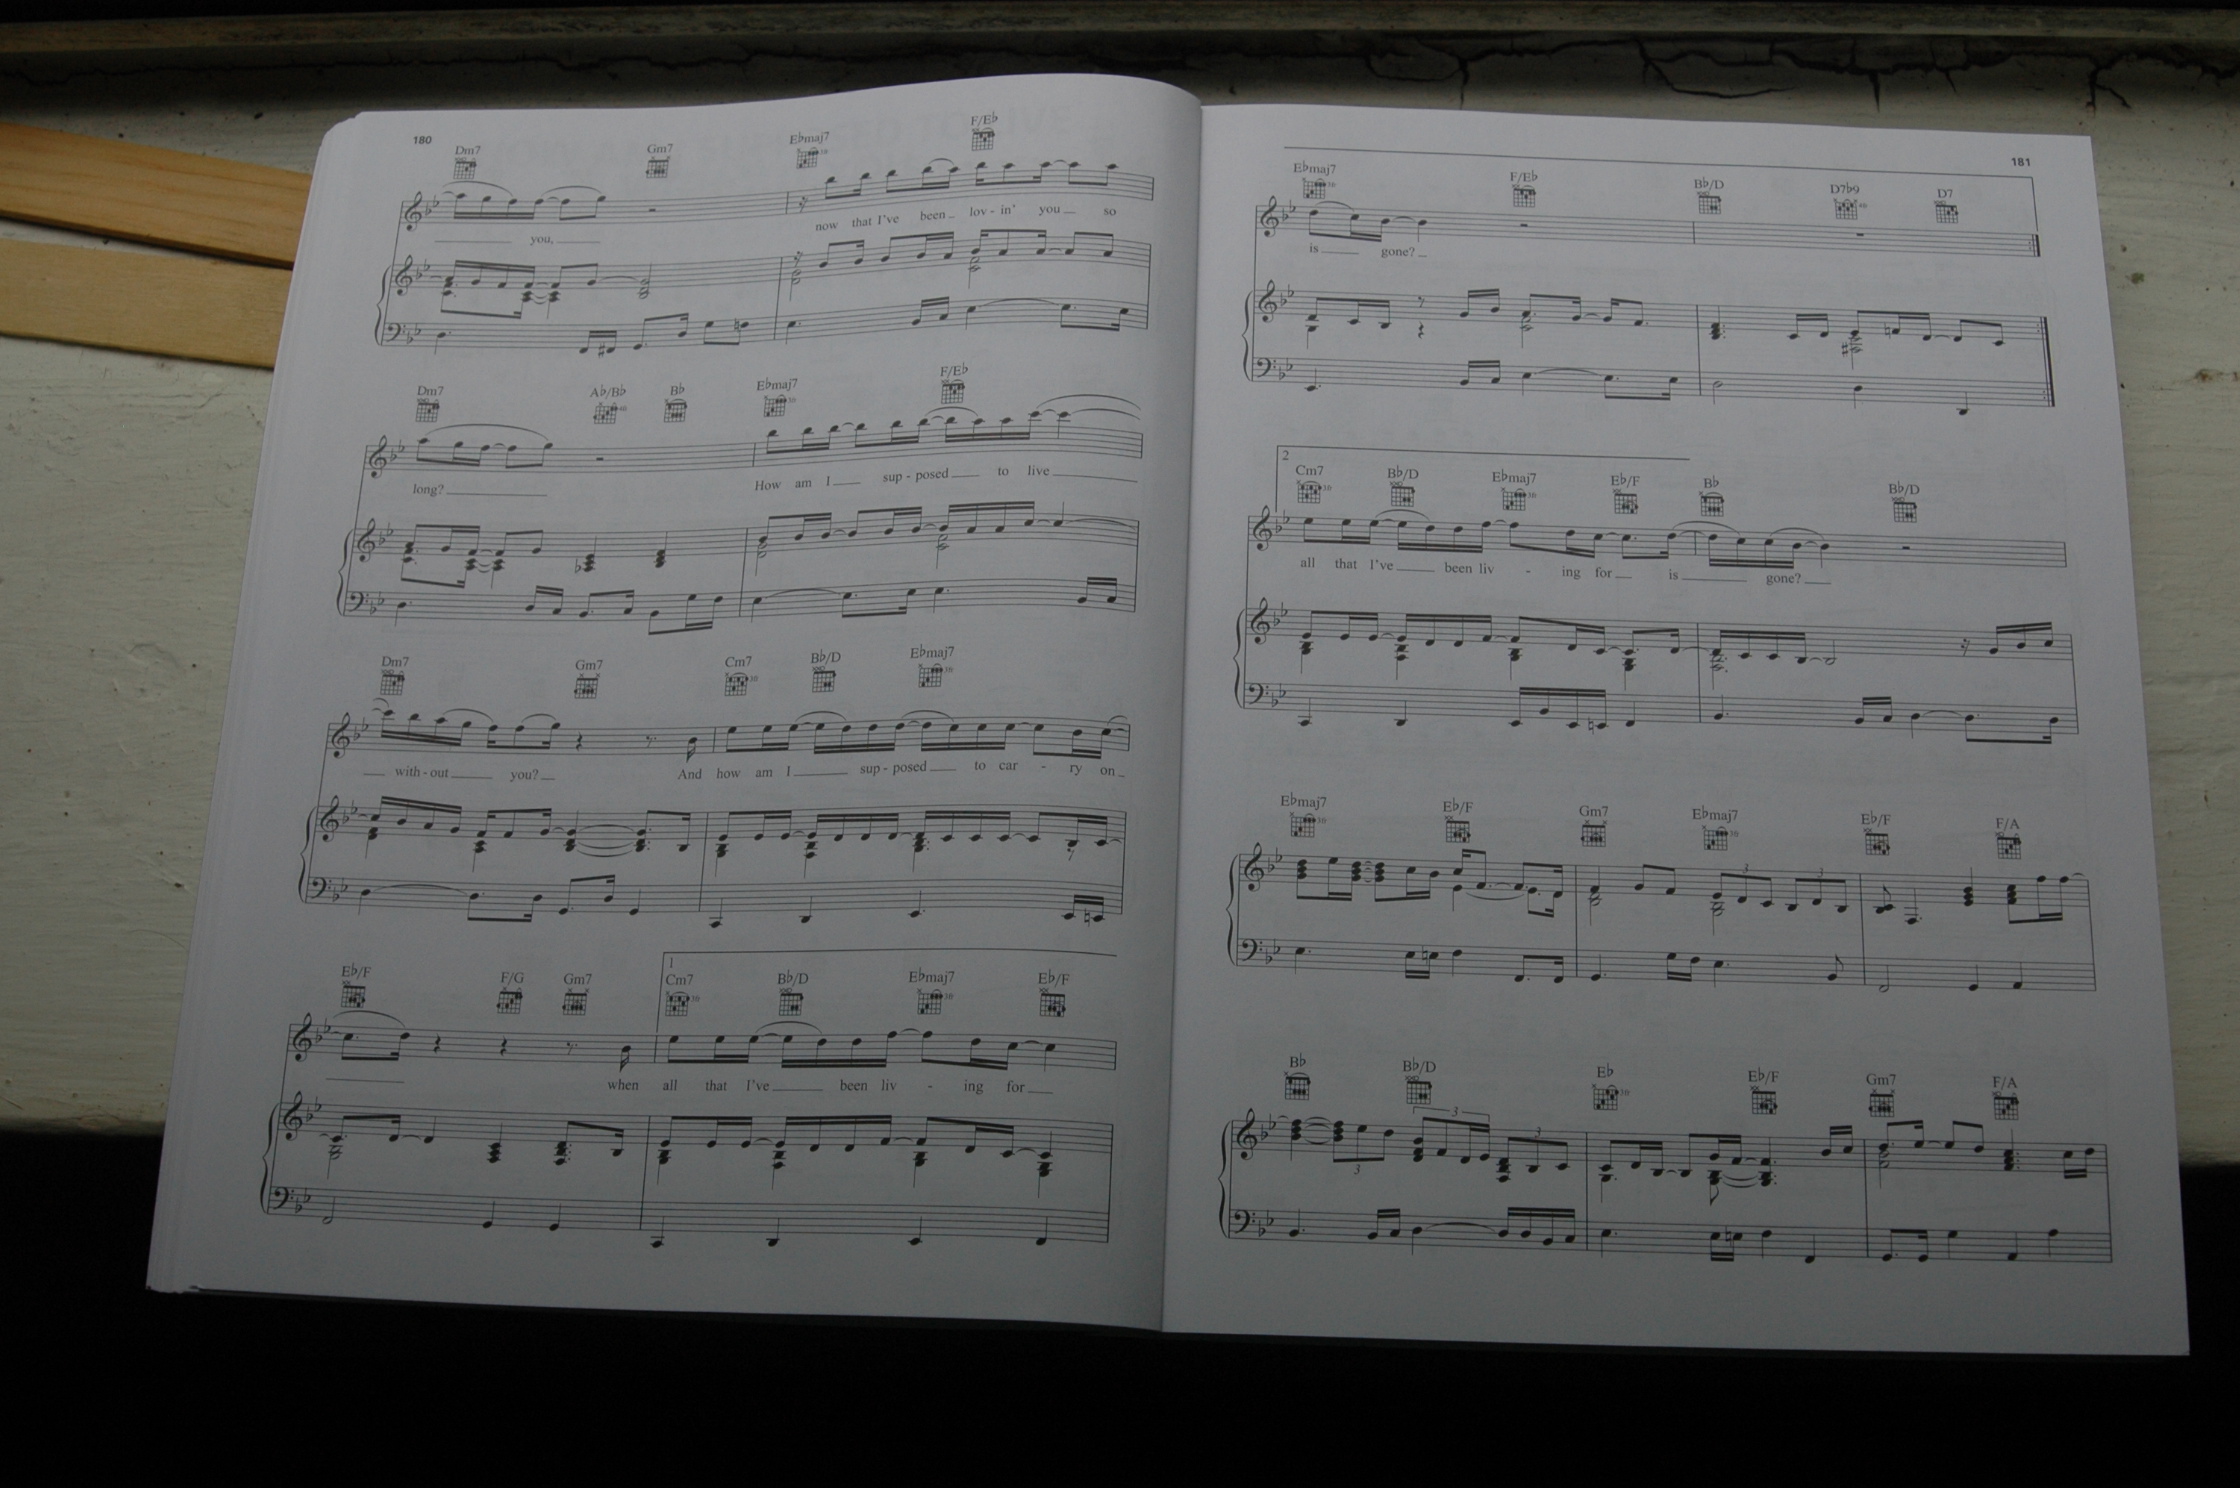 180
Dm7 Gm7 E♭maj7 F/E♭
you, now that I've been lov - in' you so
Dm7 A♭/B♭ B♭ E♭maj7 F/E♭
long? How am I sup - posed to live
Dm7 Gm7 Cm7 B♭/D E♭maj7
with - out you? And how am I sup - posed to car - ry on
1
E♭/F F/G Gm7 Cm7 B♭/D E♭maj7 E♭/F
when all that I've been liv - ing for
181
E♭maj7 F/E♭ B♭/D D7♭9 D7
is gone?
2
Cm7 B♭/D E♭maj7 E♭/F B♭ B♭/D
all that I've been liv - ing for is gone?
E♭maj7 E♭/F Gm7 E♭maj7 E♭/F F/A
3 3
B♭ B♭/D E♭ E♭/F Gm7 F/A
3
3 3